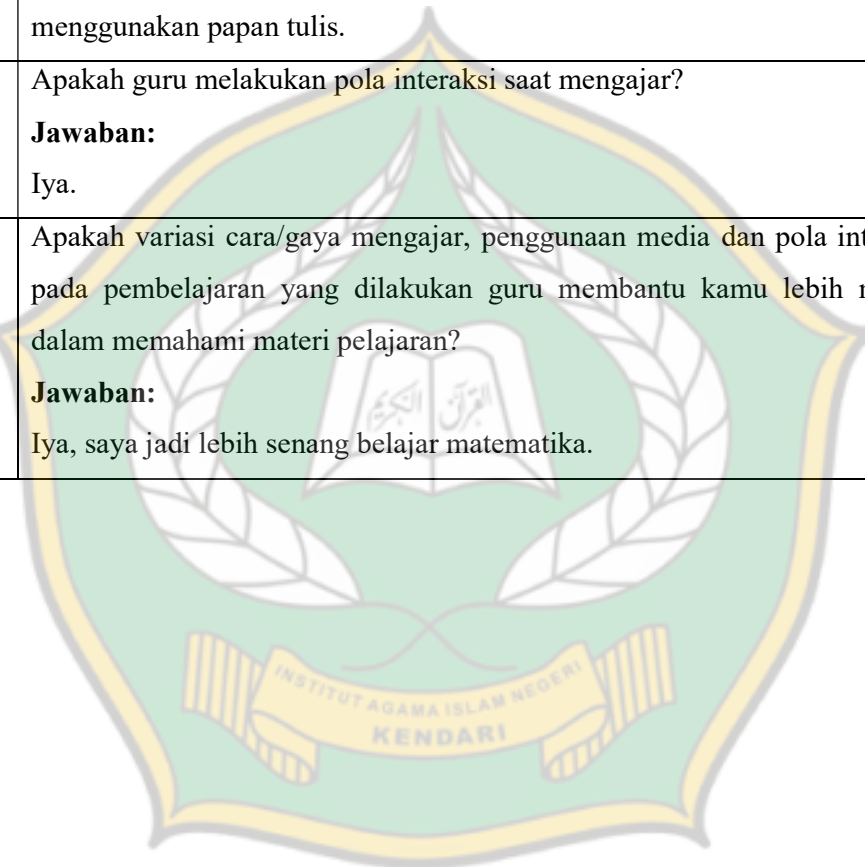 menggunakan papan tulis.
Apakah guru melakukan pola interaksi saat mengajar?
Jawaban:
Iya.
Apakah variasi cara/gaya mengajar, penggunaan media dan pola
pada pembelajaran yang dilakukan guru membantu kamu lebih
dalam memahami materi pelajaran?
Jawaban:
القرآن الكريم
Iya, saya jadi lebih senang belajar matematika.
INSTITUT AGAMA ISLAM NEGERI
KENDARI